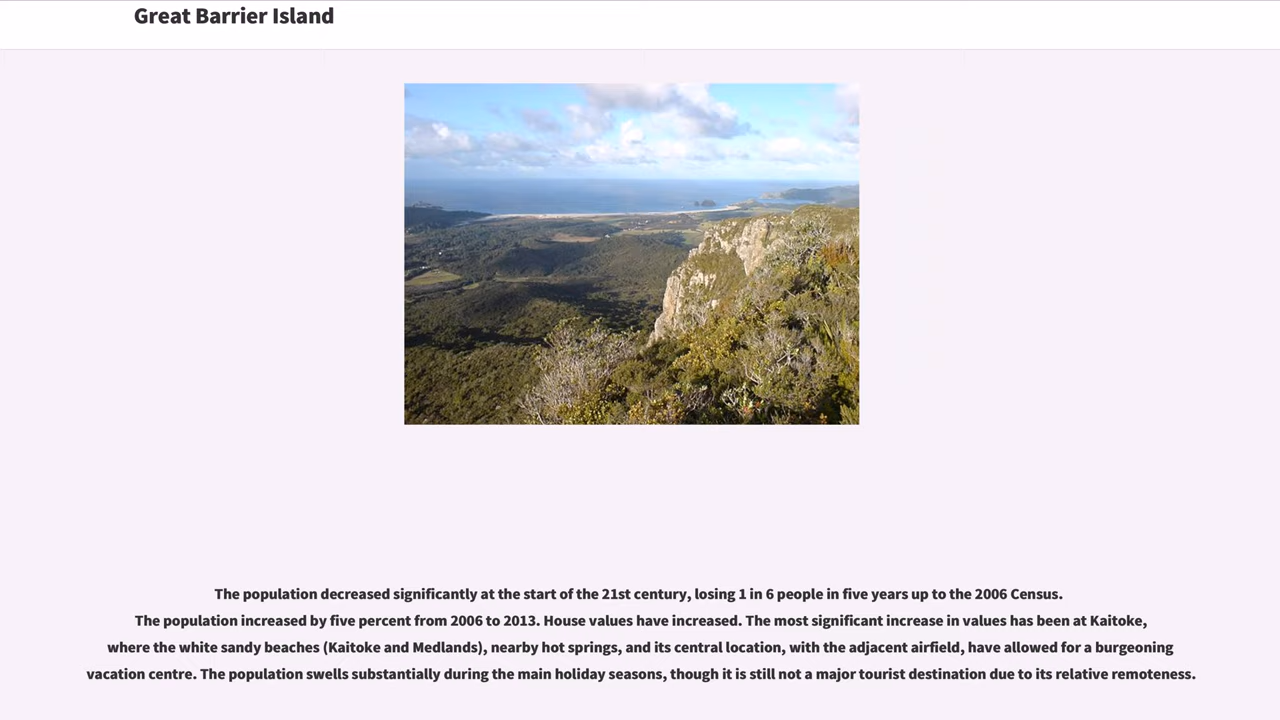 Great Barrier Island
The population decreased significantly at the start of the 21st century, losing 1 in 6 people in five years up to the 2006 Census.
The population increased by five percent from 2006 to 2013. House values have increased. The most significant increase in values has been at Kaitoke,
where the white sandy beaches (Kaitoke and Medlands), nearby hot springs, and its central location, with the adjacent airfield, have allowed for a burgeoning
vacation centre. The population swells substantially during the main holiday seasons, though it is still not a major tourist destination due to its relative remoteness.